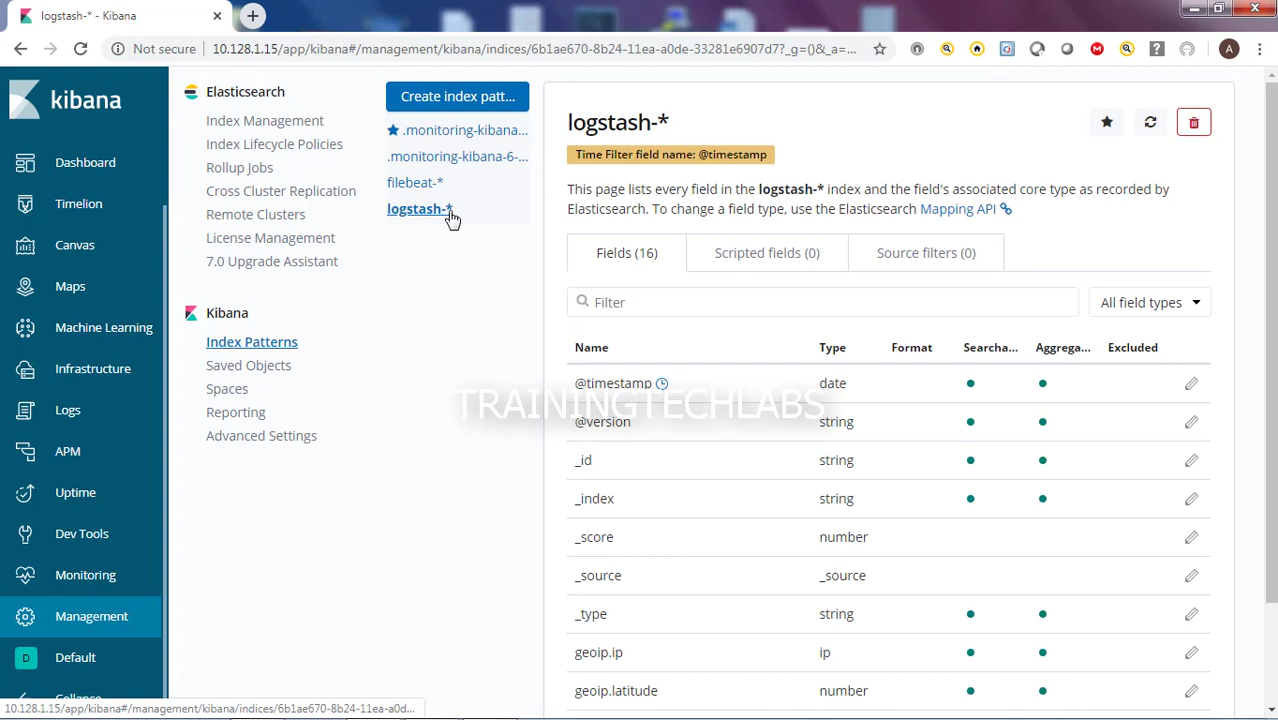 logstash-* - Kibana
Not secure
10.128.1.15/app/kibana#/management/kibana/indices/6b1ae670-8b24-11ea-a0de-33281e6907d7?_g=()&_a=...
A
kibana
Dashboard
Timelion
Canvas
Maps
Machine Learning
Infrastructure
Logs
APM
Uptime
Dev Tools
Monitoring
Management
D
Default
Collapse
Elasticsearch
Index Management
Index Lifecycle Policies
Rollup Jobs
Cross Cluster Replication
Remote Clusters
License Management
7.0 Upgrade Assistant
Kibana
Index Patterns
Saved Objects
Spaces
Reporting
Advanced Settings
Create index patt...
.monitoring-kibana...
.monitoring-kibana-6-...
filebeat-*
logstash-*
logstash-*
Time Filter field name: @timestamp
This page lists every field in the logstash-* index and the field's associated core type as recorded by
Elasticsearch. To change a field type, use the Elasticsearch Mapping API
Fields (16)
Scripted fields (0)
Source filters (0)
Filter
All field types
Name Type Format Searcha... Aggrega... Excluded
@timestamp date
@version string
_id string
_index string
_score number
_source _source
_type string
geoip.ip ip
geoip.latitude number
TRAININGTECHLABS
10.128.1.15/app/kibana#/management/kibana/indices/6b1ae670-8b24-11ea-a0d...